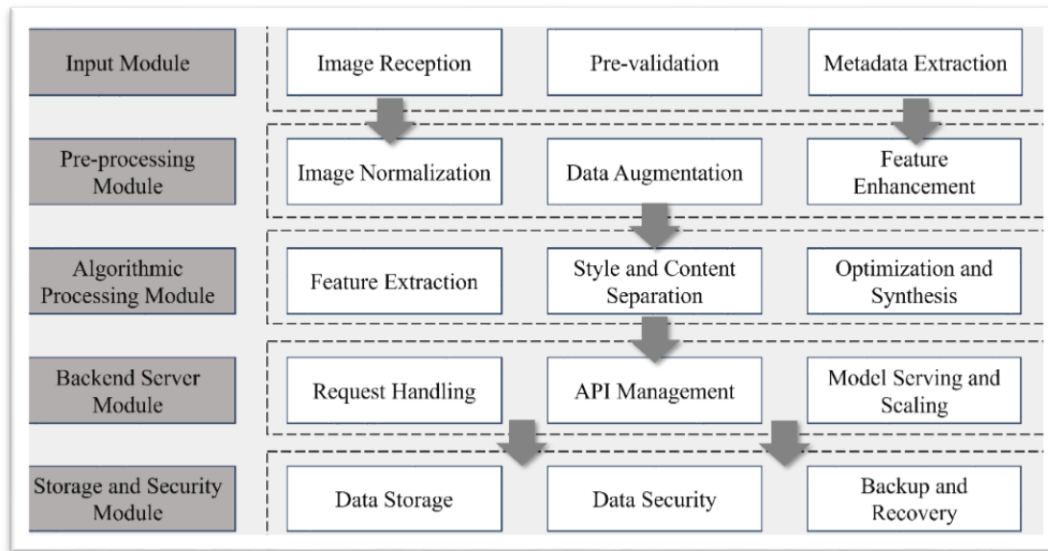 Input Module
Image Reception
Pre-validation
Metadata Extraction
Pre-processing
Module
Image Normalization
Data Augmentation
Feature
Enhancement
Algorithmic
Processing Module
Feature Extraction
Style and Content
Separation
Optimization and
Synthesis
Backend Server
Module
Request Handling
API Management
Model Serving and
Scaling
Storage and Security
Module
Data Storage
Data Security
Backup and
Recovery